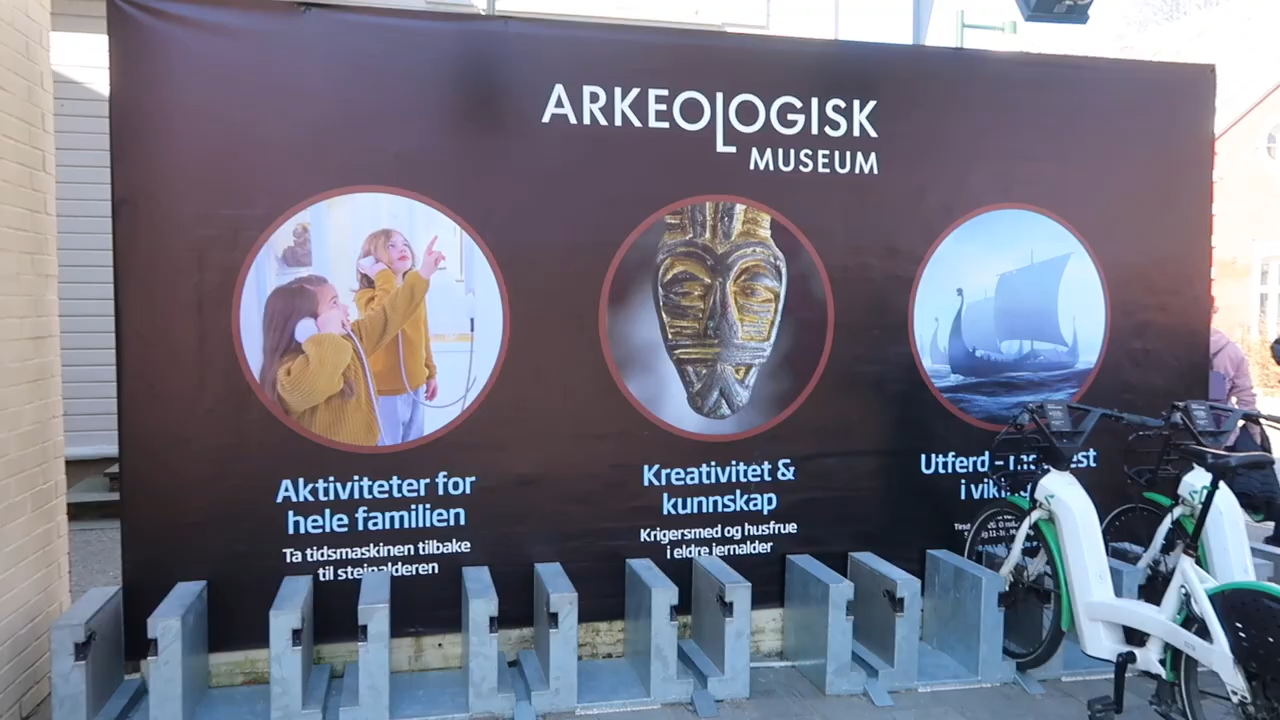 ARKEOLOGISK
MUSEUM
Aktiviteter for
hele familien
Ta tidsmaskinen tilbake
til steinalderen
Kreativitet &
kunnskap
Krigersmed og husfrue
i eldre jernalder
Utferd -
i